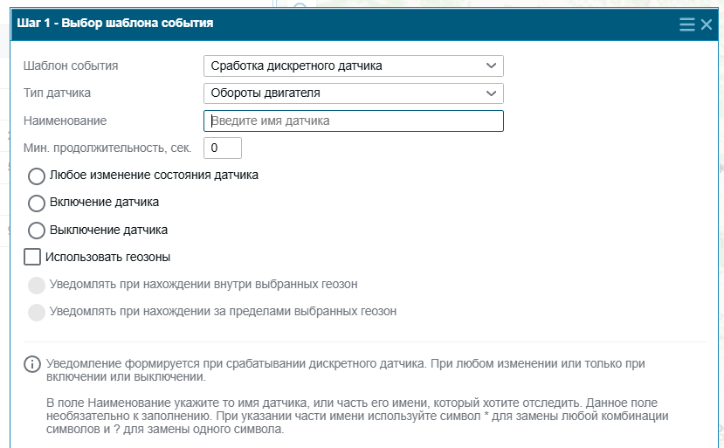 Шаг 1 - Выбор шаблона события
Шаблон события
Сработка дискретного датчика
Тип датчика
Обороты двигателя
Наименование
Введите имя датчика
Мин. продолжительность, сек.
0
Любое изменение состояния датчика
Включение датчика
Выключение датчика
Использовать геозоны
Уведомлять при нахождении внутри выбранных геозон
Уведомлять при нахождении за пределами выбранных геозон
Уведомление формируется при срабатывании дискретного датчика. При любом изменении или только при
включении или выключении.
В поле Наименование укажите то имя датчика, или часть его имени, который хотите отследить. Данное поле
необязательно к заполнению. При указании части имени используйте символ * для замены любой комбинации
символов и ? для замены одного символа.